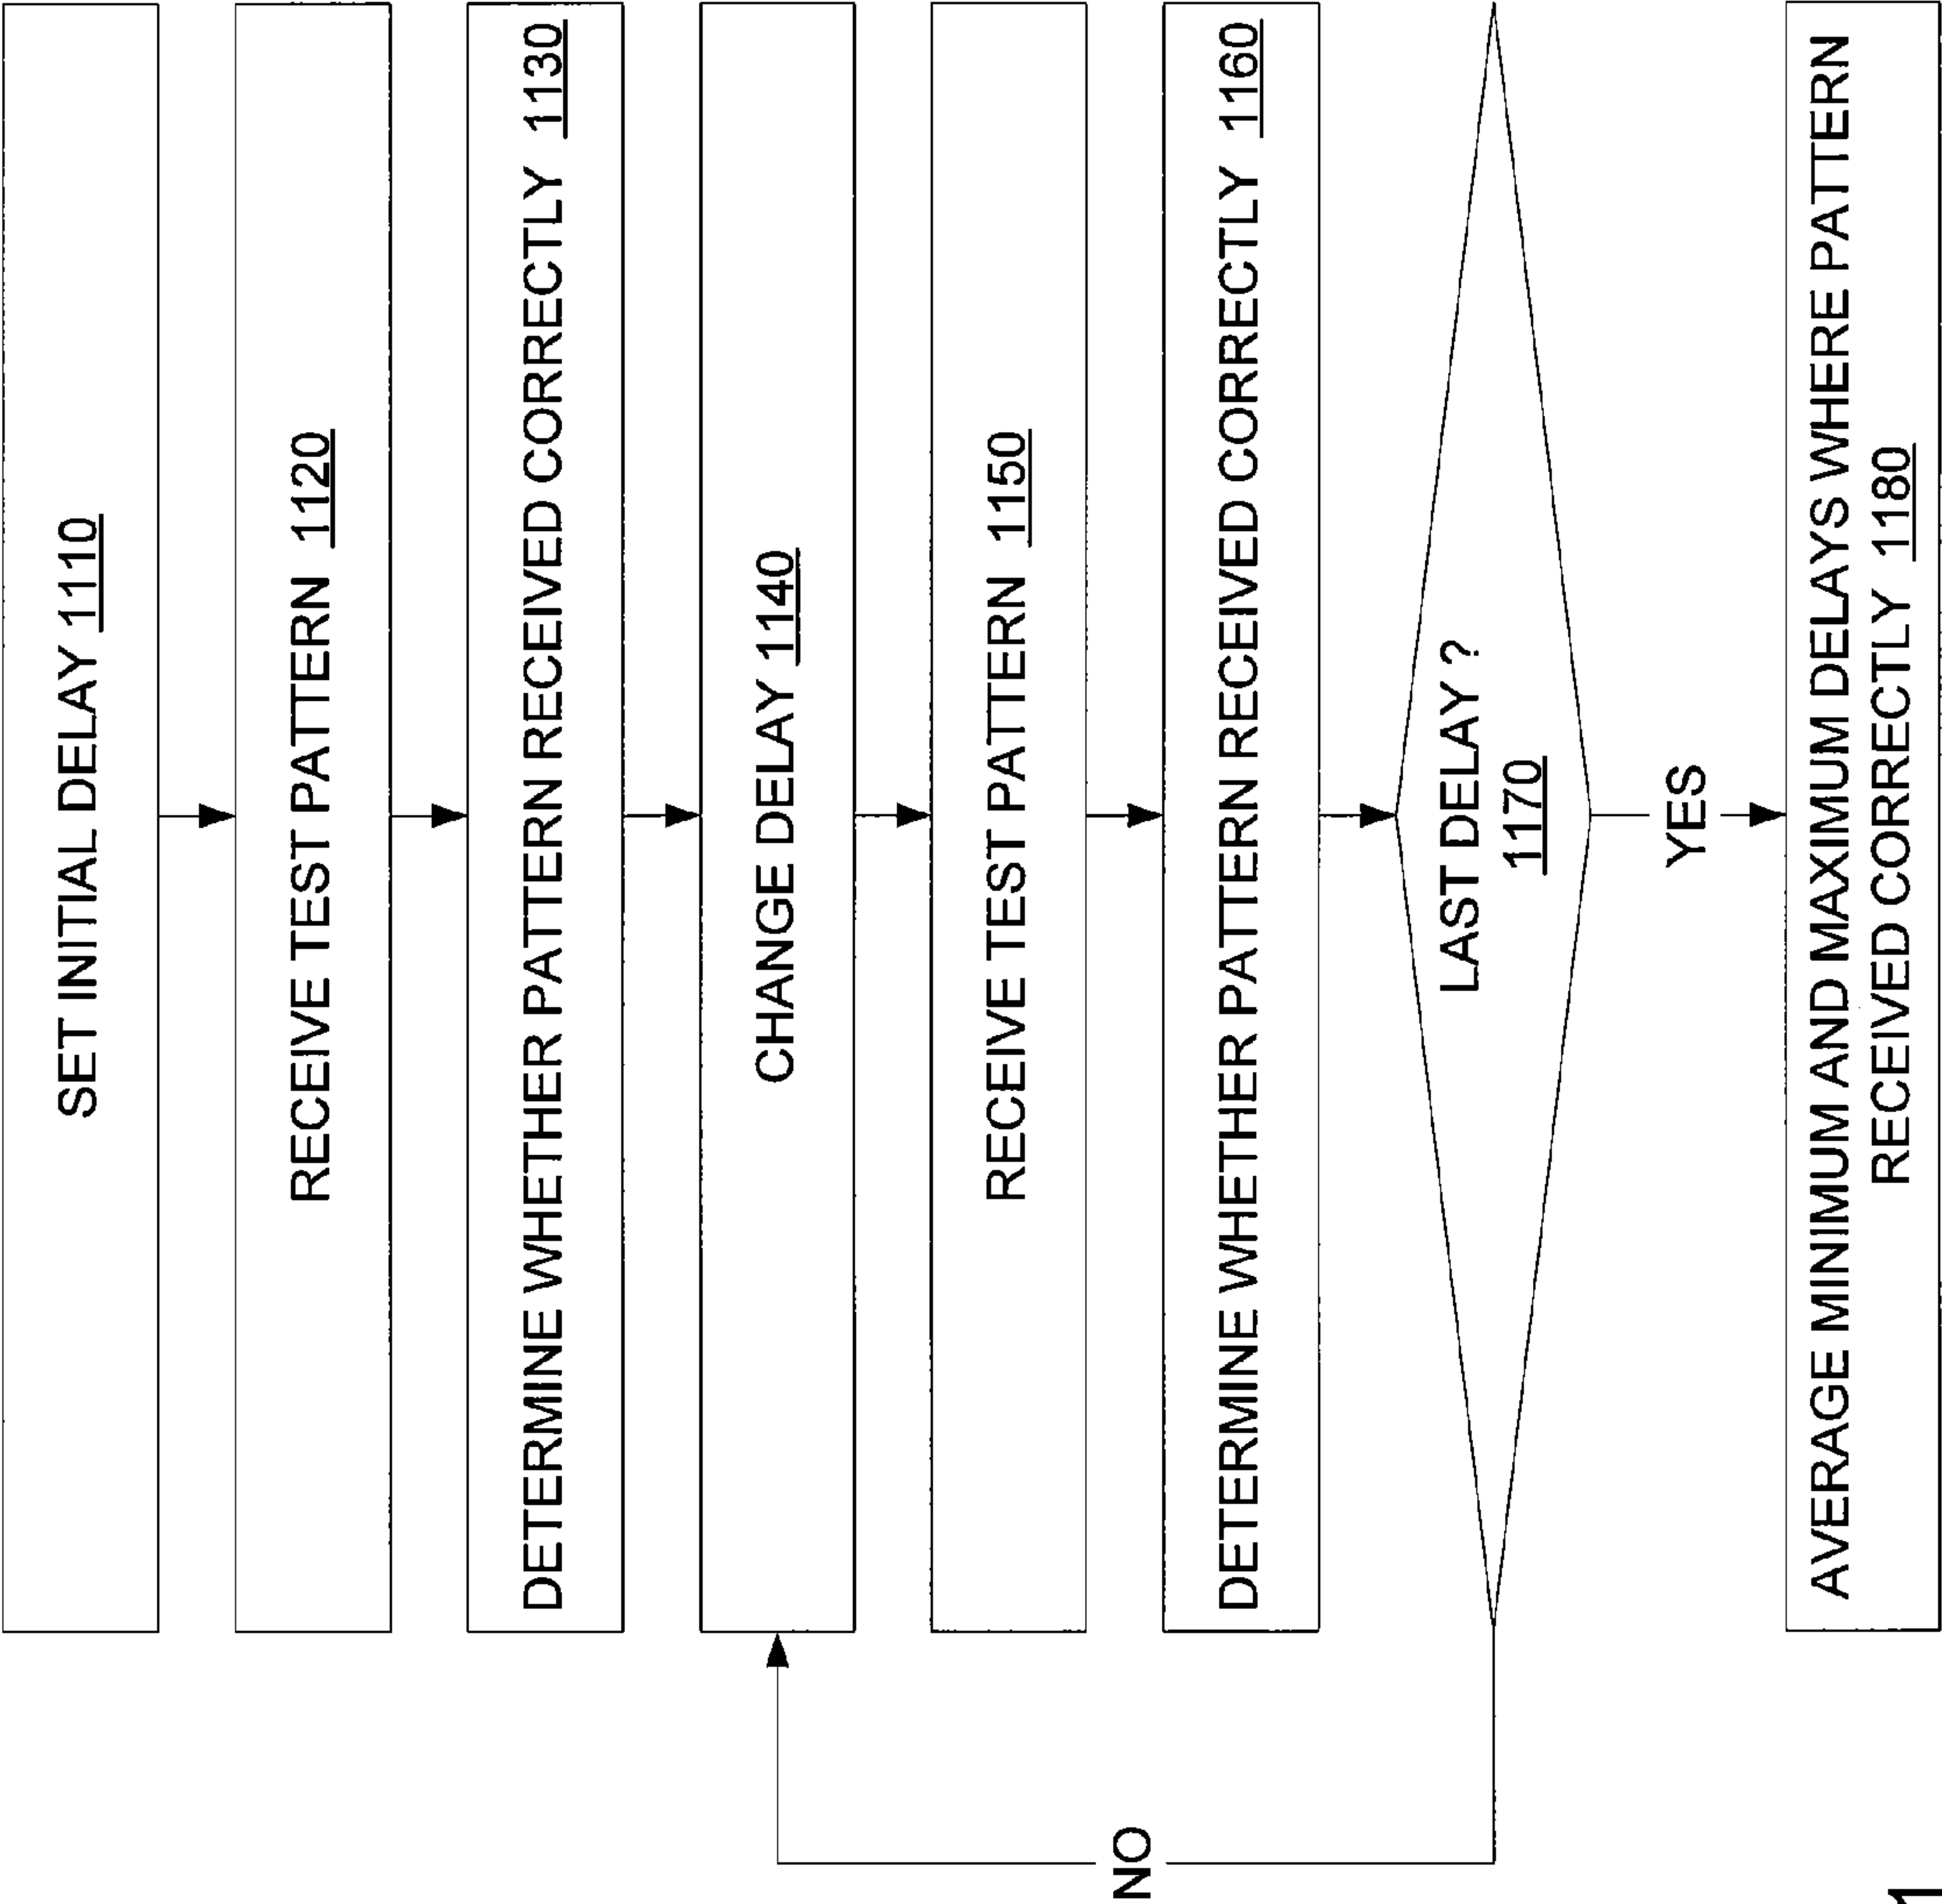 SET INITIAL DELAY 1110
RECEIVE TEST PATTERN 1120
DETERMINE WHETHER PATTERN RECEIVED CORRECTLY 1130
CHANGE DELAY 1140
RECEIVE TEST PATTERN 1150
DETERMINE WHETHER PATTERN RECEIVED CORRECTLY 1160
LAST DELAY ?
1170
NO
YES
AVERAGE MINIMUM AND MAXIMUM DELAYS WHERE PATTERN
RECEIVED CORRECTLY 1180
1